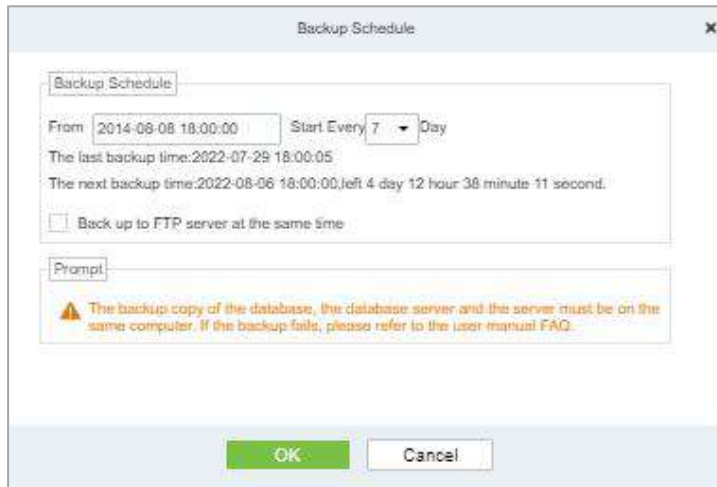 Backup Schedule
Backup Schedule
From 2014-08-08 18:00:00 Start Every 7 Day
The last backup time:2022-07-29 18:00:05
The next backup time:2022-08-06 18:00:00,left 4 day 12 hour 38 minute 11 second.
Back up to FTP server at the same time
Prompt
The backup copy of the database, the database server and the server must be on the
same computer. If the backup fails, please refer to the user manual FAQ.
OK Cancel